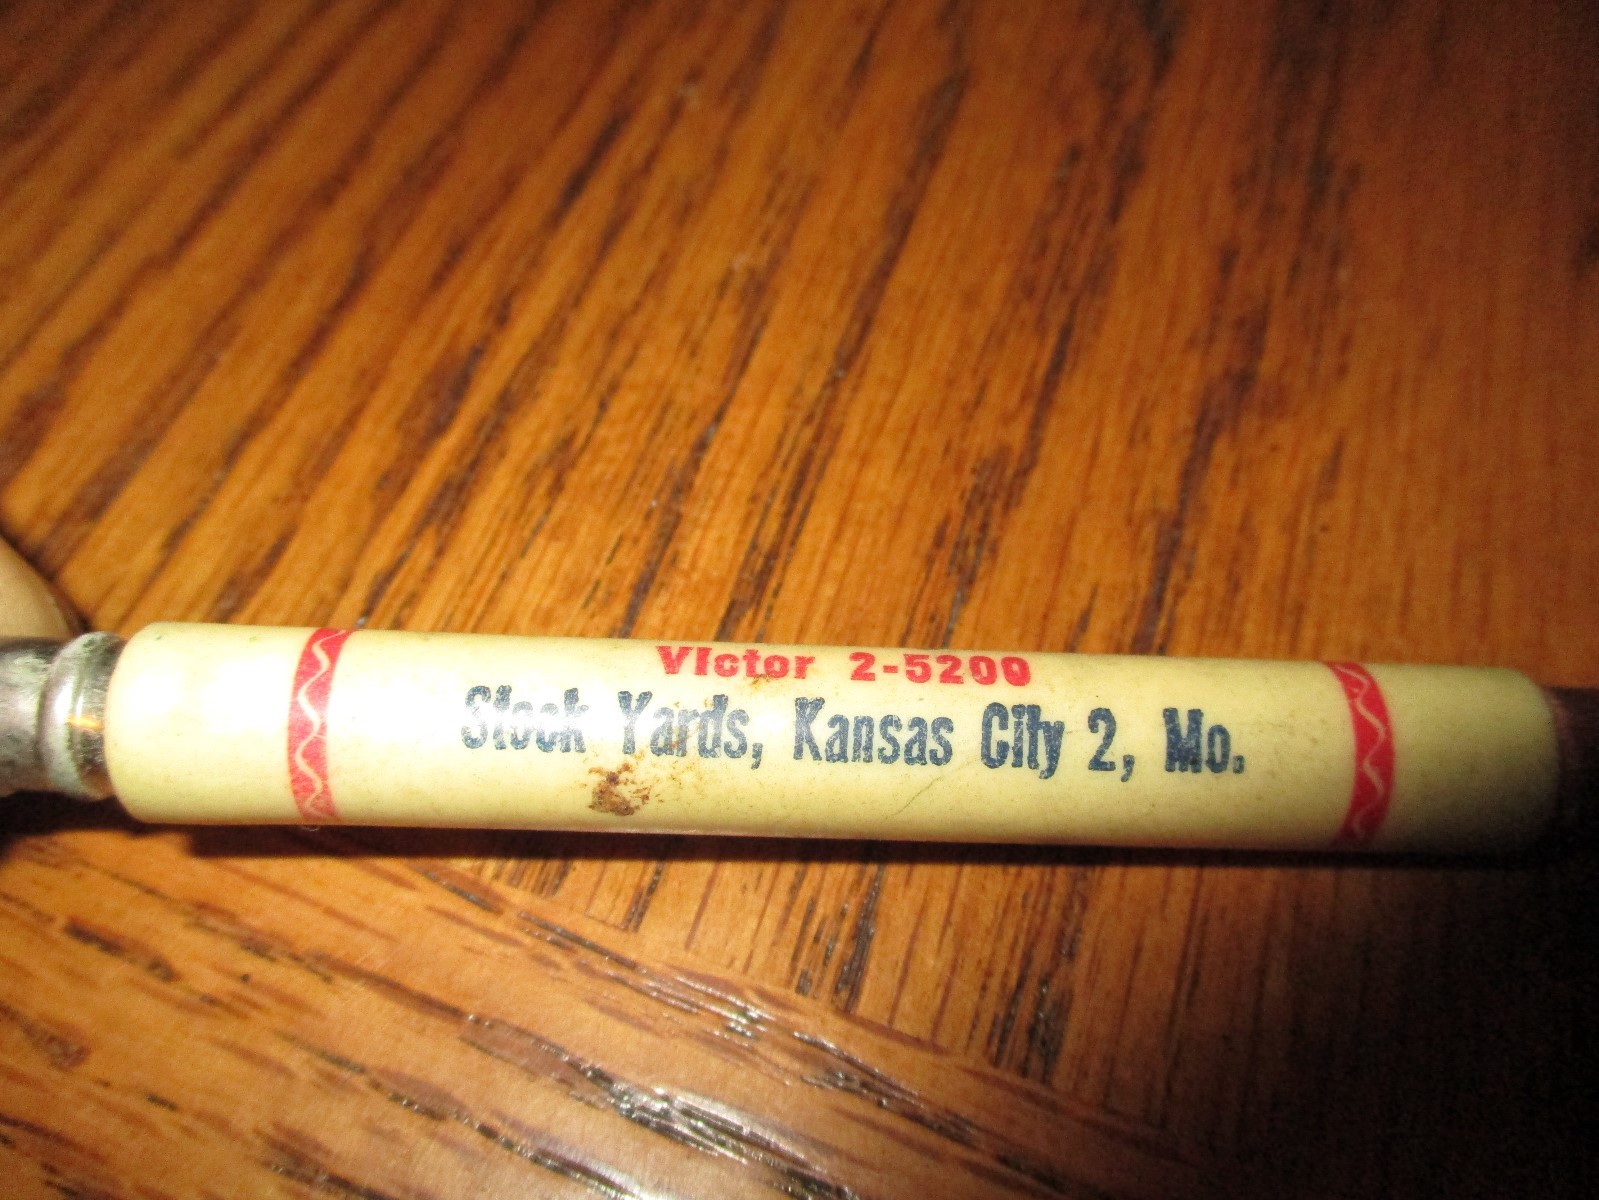 Victor 2-5200
Stock Yards, Kansas City 2, Mo.